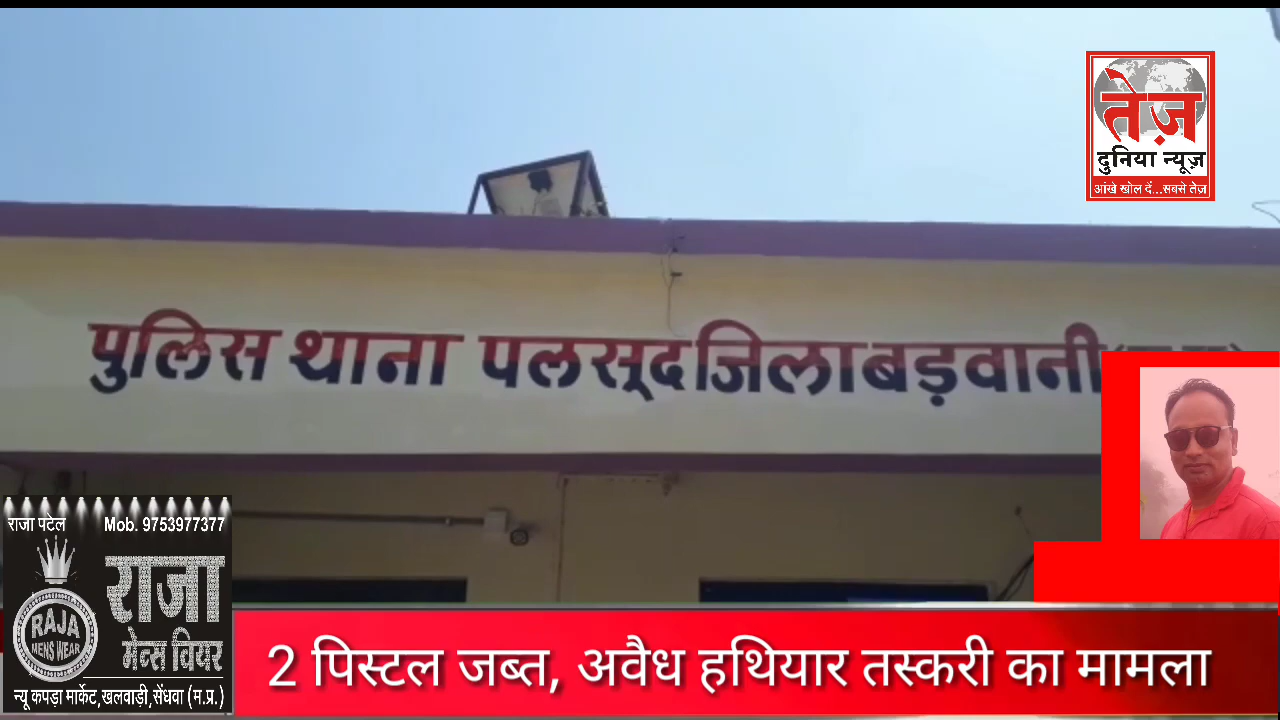 तेज़
दुनिया न्यूज़
आंखे खोल दें...सबसे तेज़
पुलिस थाना पलसूद जिला बड़वानी
राजा पटेल Mob. 9753977377
राजा
RAJA
MENS WEAR
मेन्स वियर
न्यू कपड़ा मार्केट, खलवाड़ी, सेंधवा (म.प्र.)
2 पिस्टल जब्त, अवैध हथियार तस्करी का मामला